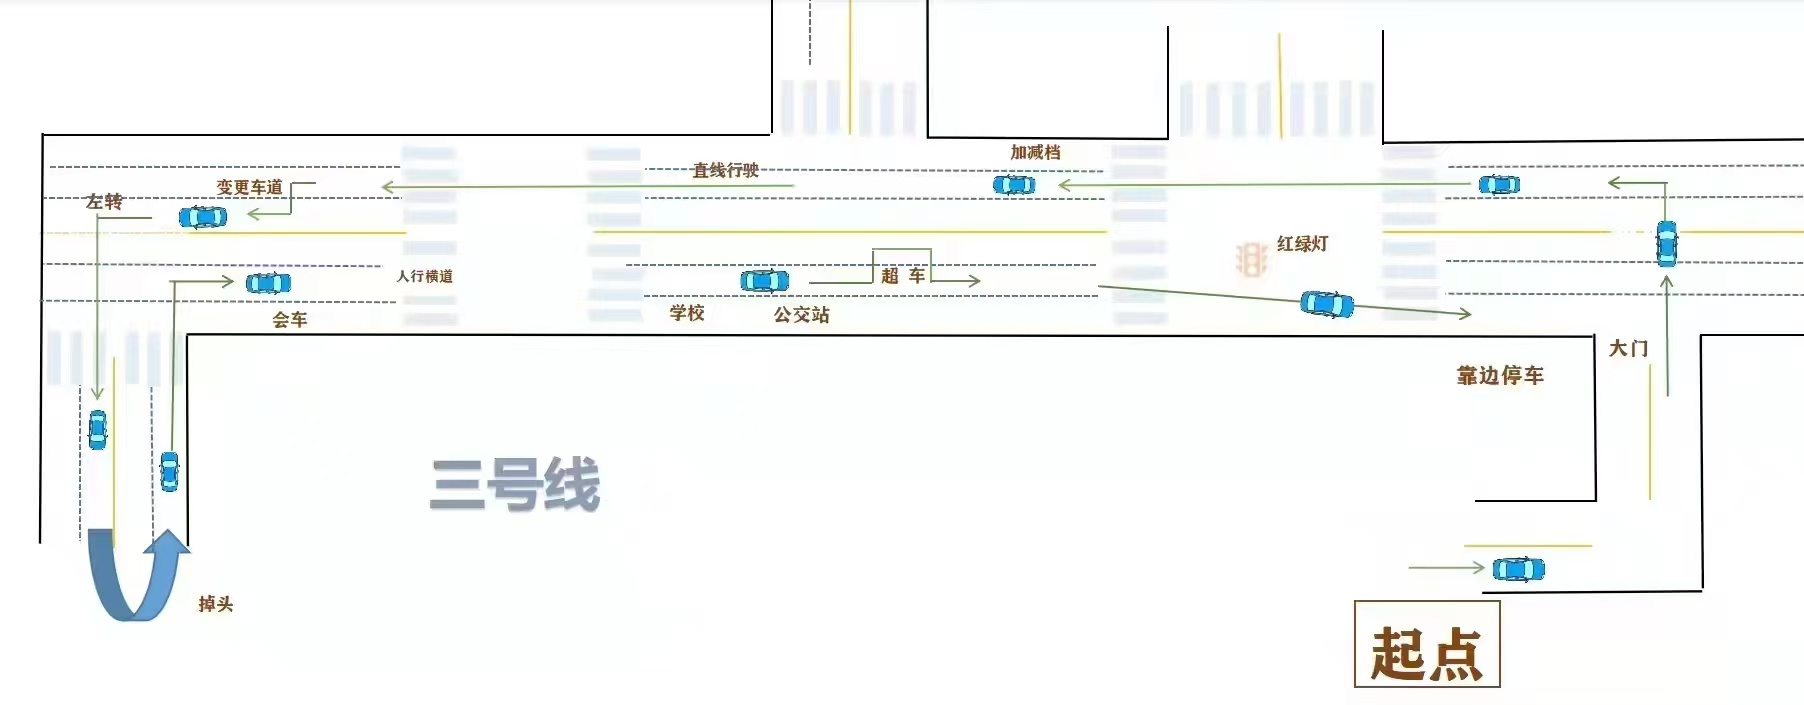 加减档
直线行驶
变更车道
左转
红绿灯
人行横道
超 车
学校
公交站
会车
大门
靠边停车
三号线
掉头
起点